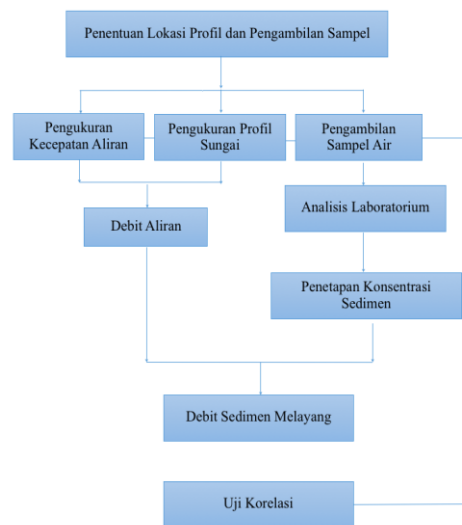 Penentuan Lokasi Profil dan Pengambilan Sampel
Pengukuran
Kecepatan Aliran
Pengukuran Profil
Sungai
Pengambilan
Sampel Air
Analisis Laboratorium
Debit Aliran
Penetapan Konsentrasi
Sedimen
Debit Sedimen Melayang
Uji Korelasi